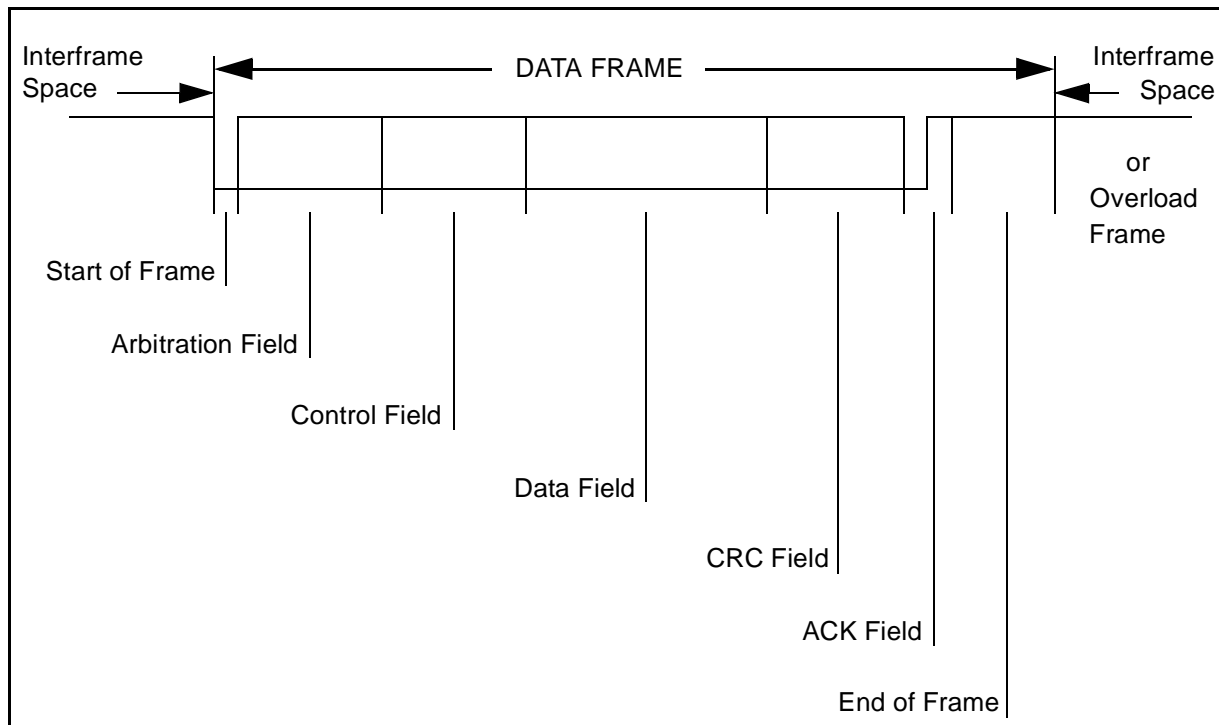 Interframe
Space
DATA FRAME
Interframe
Space
or
Overload
Frame
Start of Frame
Arbitration Field
Control Field
Data Field
CRC Field
ACK Field
End of Frame